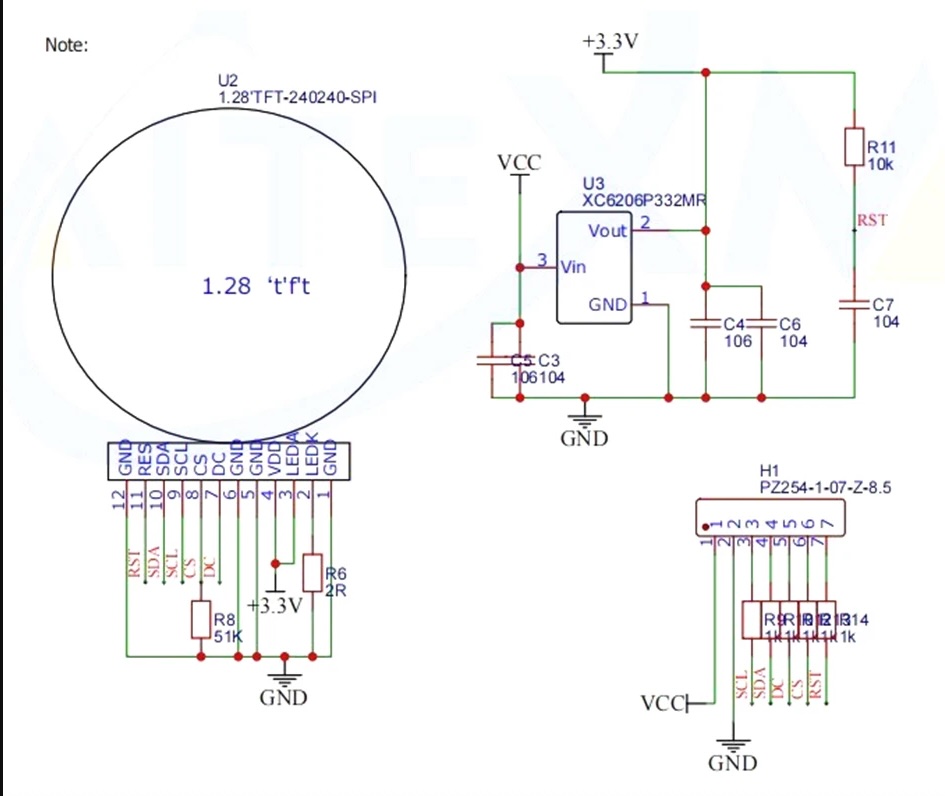 Note:
U2
1.28'TFT-240240-SPI
1.28 't'f't
GND RES SDA SCL CS DC GND GND VDD LEDA LEDK GND
12 11 10 9 8 7 6 5 4 3 2 1
RST SDA SCL CS DC
R8
51K
+3.3V
R6
2R
GND
+3.3V
VCC
U3
XC6206P332MR
Vout 2
3 Vin
GND 1
R11
10k
RST
C7
104
C5 C3
106 104
C4
106
C6
104
GND
H1
PZ254-1-07-Z-8.5
1 2 3 4 5 6 7
1 2 3 4 5 6 7
R9 R14
1k 1k 1k 1k 1k
SCL SDA DC CS RST
VCC
GND